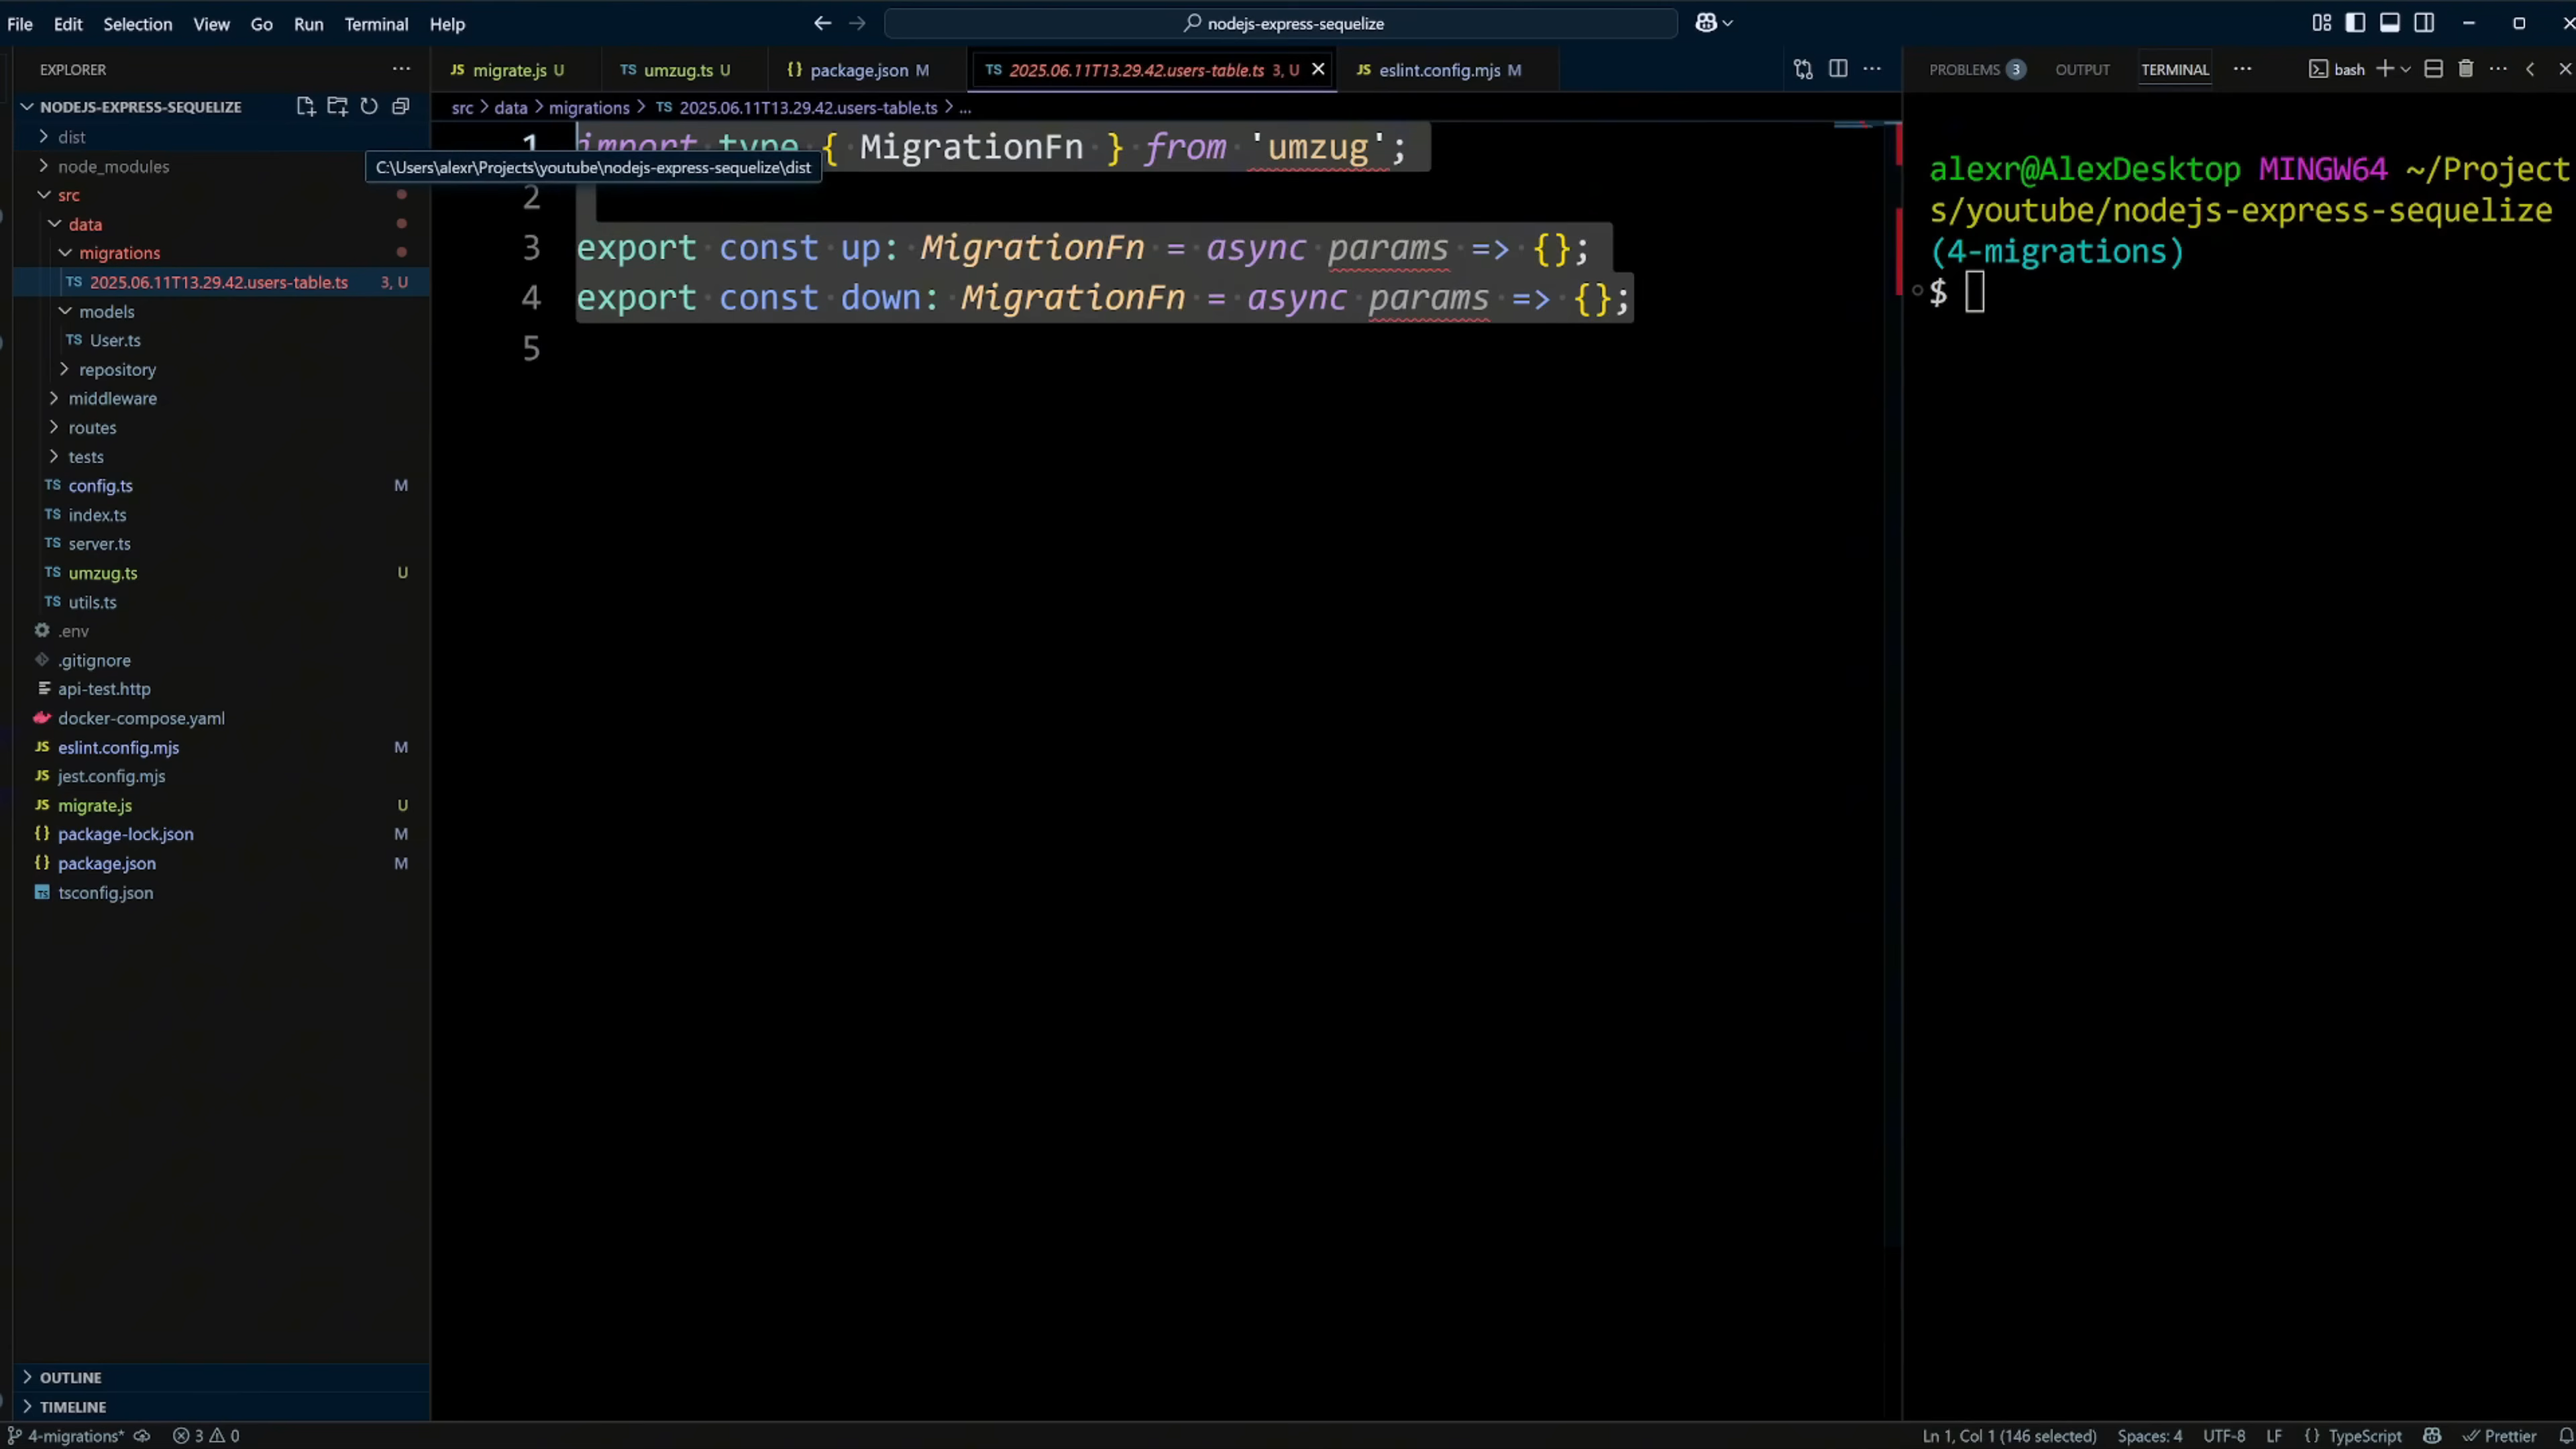 File Edit Selection View Go Run Terminal Help
nodejs-express-sequelize
EXPLORER
NODEJS-EXPRESS-SEQUELIZE
dist
node_modules
src
data
migrations
TS 2025.06.11T13.29.42.users-table.ts 3, U
models
TS User.ts
repository
middleware
routes
tests
TS config.ts M
TS index.ts
TS server.ts
TS umzug.ts U
TS utils.ts
.env
.gitignore
api-test.http
docker-compose.yaml
JS eslint.config.mjs M
JS jest.config.mjs
JS migrate.js U
{} package-lock.json M
{} package.json M
TS tsconfig.json
OUTLINE
TIMELINE
JS migrate.js U
TS umzug.ts U
{} package.json M
TS 2025.06.11T13.29.42.users-table.ts 3, U
JS eslint.config.mjs M
src > data > migrations > TS 2025.06.11T13.29.42.users-table.ts > ...
C:\Users\alexr\Projects\youtube\nodejs-express-sequelize\dist
1 import type { MigrationFn } from 'umzug';
2
3 export const up: MigrationFn = async params => {};
4 export const down: MigrationFn = async params => {};
5
PROBLEMS 3 OUTPUT TERMINAL ... bash
alexr@AlexDesktop MINGW64 ~/Project
s/youtube/nodejs-express-sequelize
(4-migrations)
$
4-migrations* 3 0
Ln 1, Col 1 (146 selected) Spaces: 4 UTF-8 LF {} TypeScript Prettier